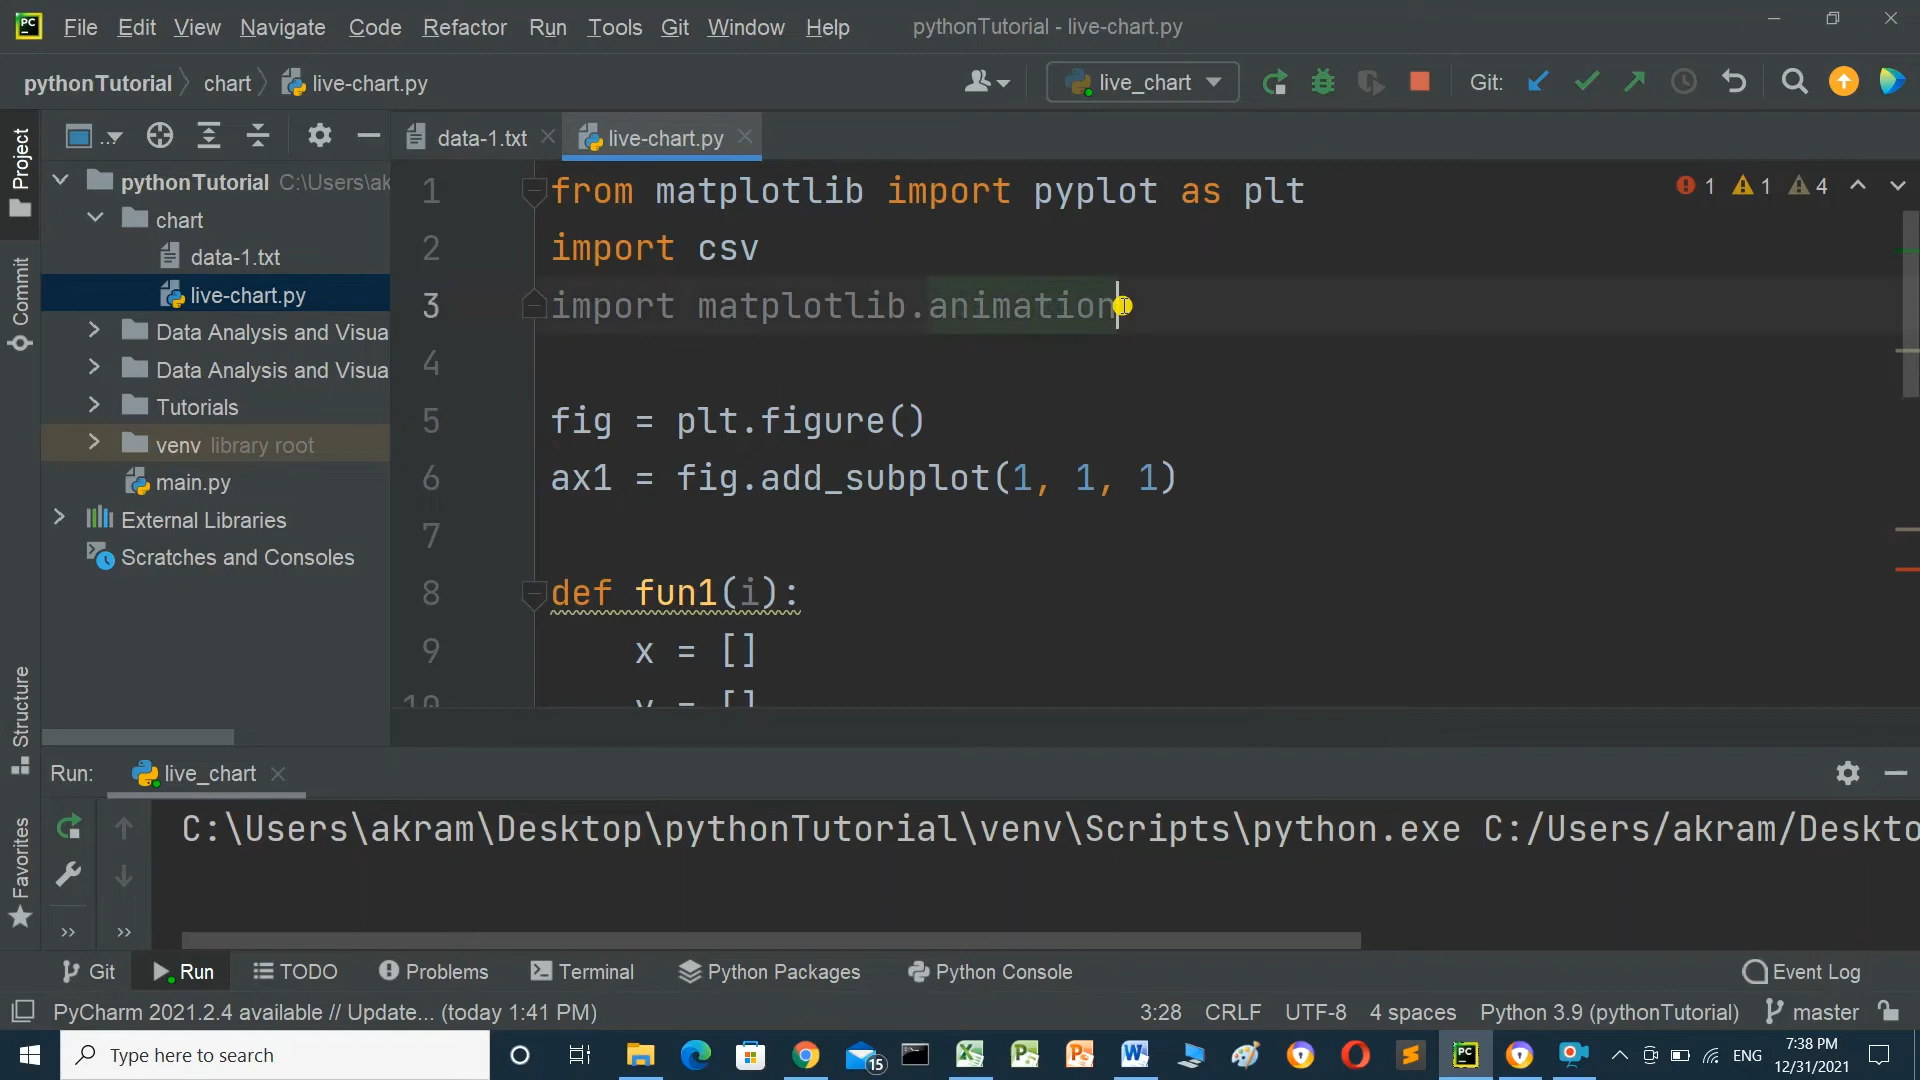 PC File Edit View Navigate Code Refactor Run Tools Git Window Help pythonTutorial - live-chart.py
pythonTutorial chart live-chart.py live_chart Git:
... data-1.txt live-chart.py
Project
Commit
Structure
Favorites
pythonTutorial C:\Users\ak
chart
data-1.txt
live-chart.py
Data Analysis and Visua
Data Analysis and Visua
Tutorials
venv library root
main.py
External Libraries
Scratches and Consoles
1 from matplotlib import pyplot as plt
1 1 4
2 import csv
3 import matplotlib.animation
4
5 fig = plt.figure()
6 ax1 = fig.add_subplot(1, 1, 1)
7
8 def fun1(i):
9 x = []
10 y = []
Run: live_chart
C:\Users\akram\Desktop\pythonTutorial\venv\Scripts\python.exe C:/Users/akram/Deskto
Git Run TODO Problems Terminal Python Packages Python Console Event Log
PyCharm 2021.2.4 available // Update... (today 1:41 PM) 3:28 CRLF UTF-8 4 spaces Python 3.9 (pythonTutorial) master
Type here to search 15 PC ENG 7:38 PM
12/31/2021